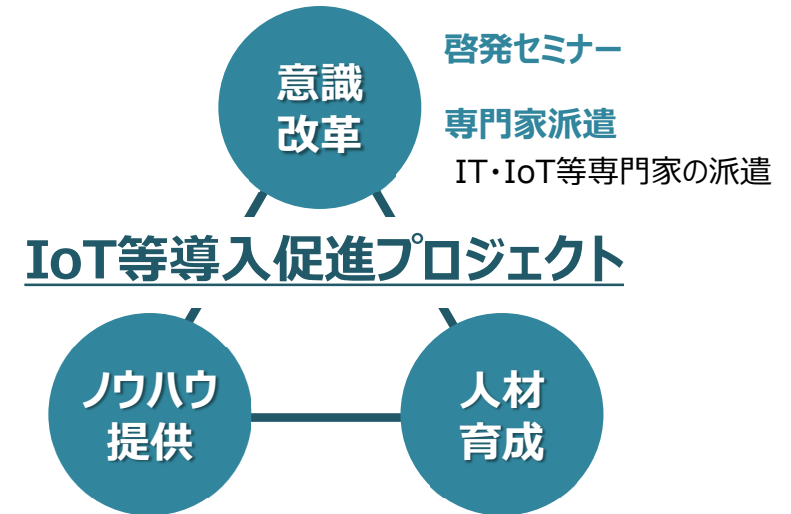 意識
改革
啓発セミナー
専門家派遣
IT・IoT等専門家の派遣
IoT等導入促進プロジェクト
ノウハウ
提供
人材
育成